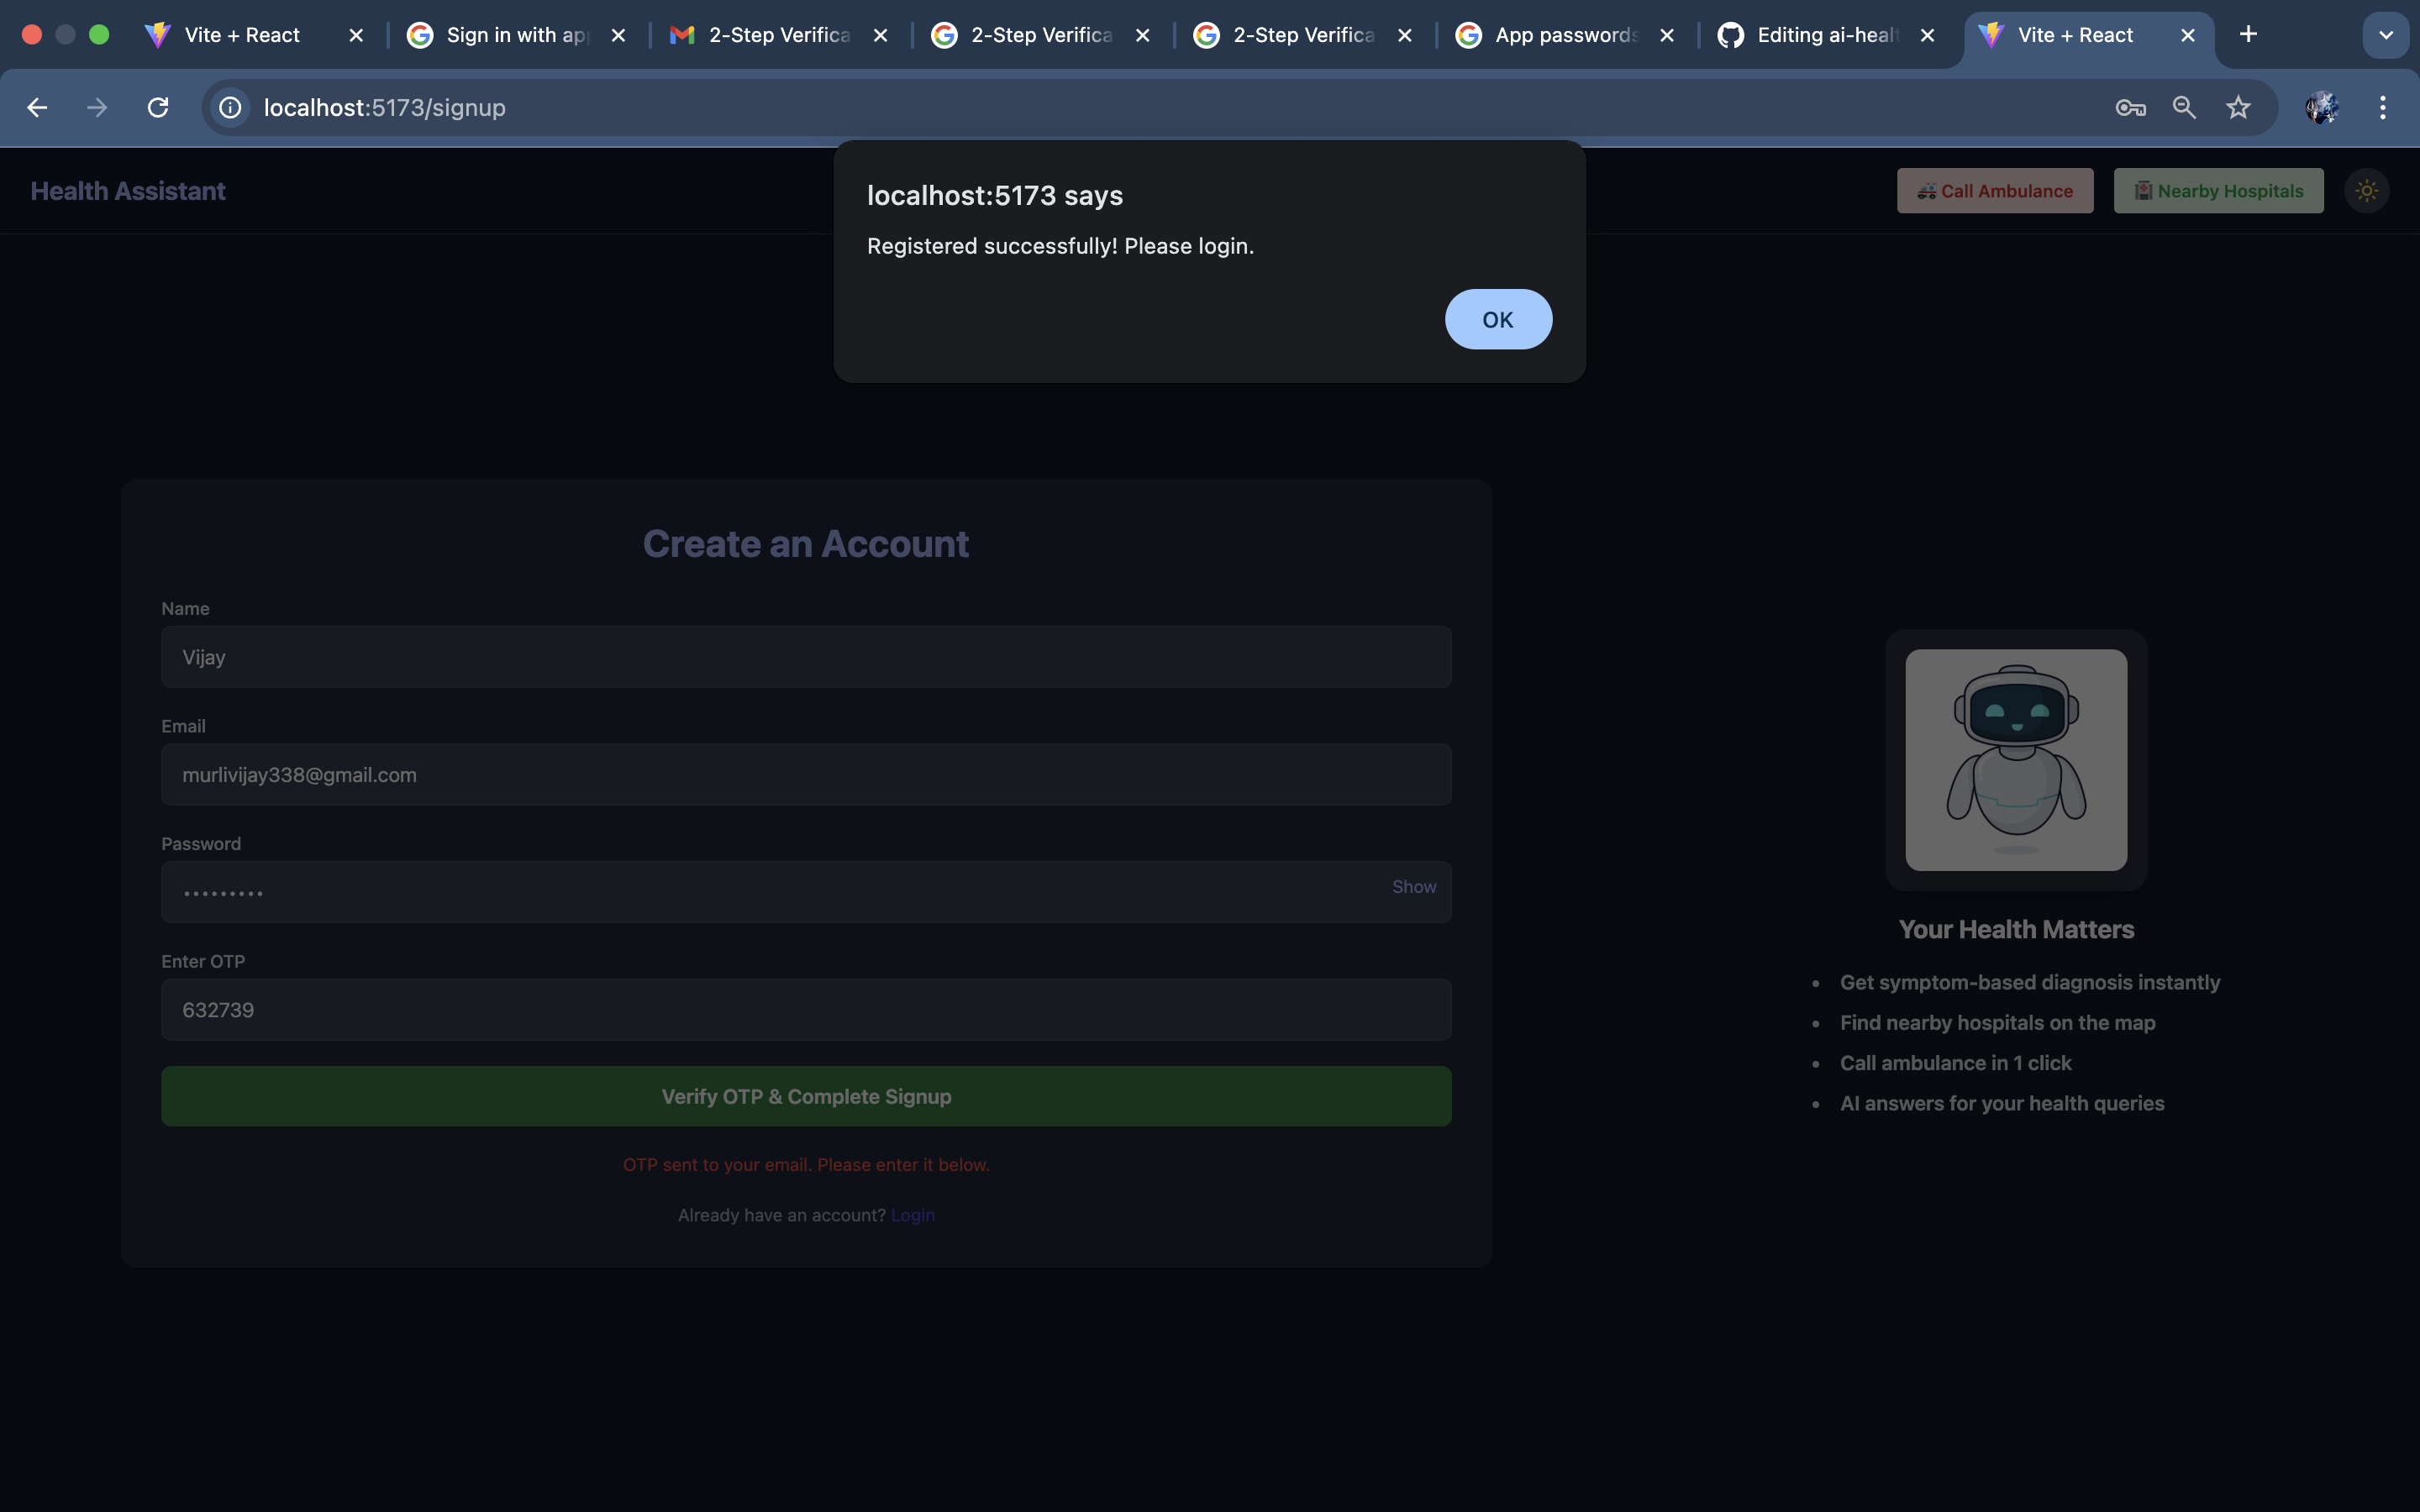 Vite + React
Sign in with ap
2-Step Verifica
2-Step Verifica
2-Step Verifica
App passwords
Editing ai-heal
Vite + React
localhost:5173/signup
Health Assistant
Call Ambulance
Nearby Hospitals
localhost:5173 says
Registered successfully! Please login.
OK
Create an Account
Name
Vijay
Email
murlivijay338@gmail.com
Password
•••••••••
Show
Enter OTP
632739
Verify OTP & Complete Signup
OTP sent to your email. Please enter it below.
Already have an account? Login
Your Health Matters
• Get symptom-based diagnosis instantly
• Find nearby hospitals on the map
• Call ambulance in 1 click
• AI answers for your health queries